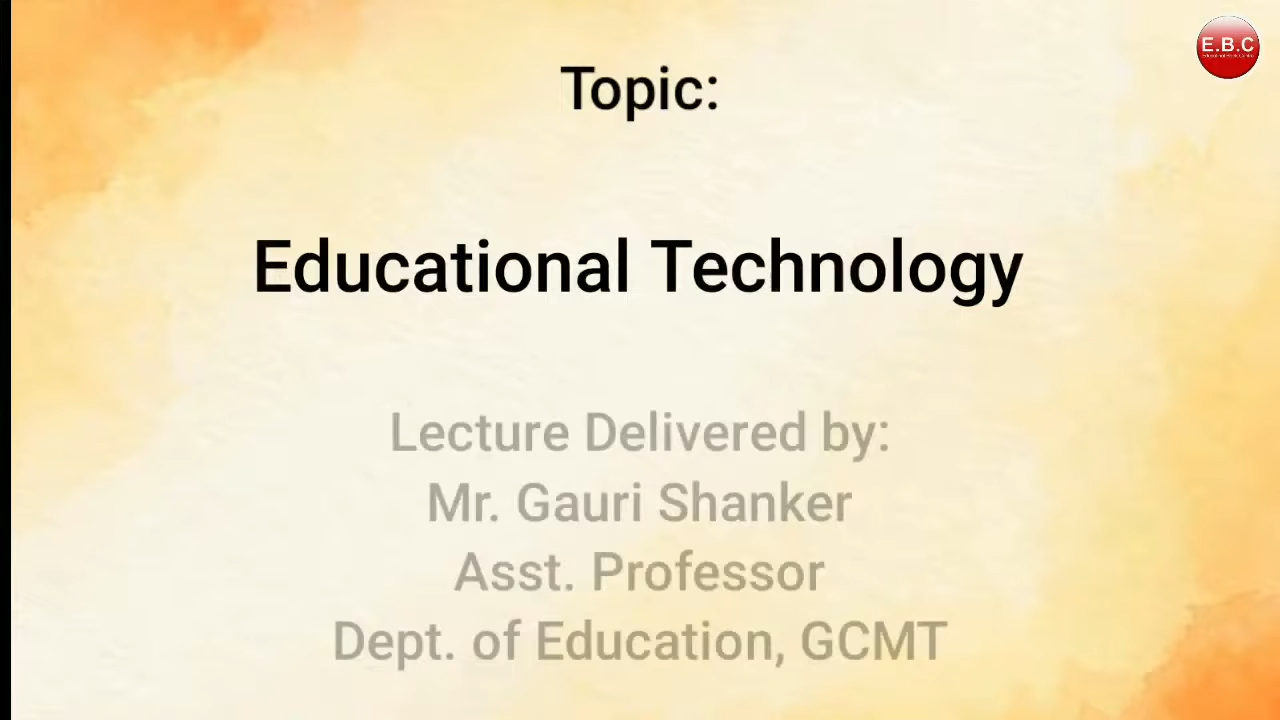 E.B.C
Topic:
Educational Technology
Lecture Delivered by:
Mr. Gauri Shanker
Asst. Professor
Dept. of Education, GCMT